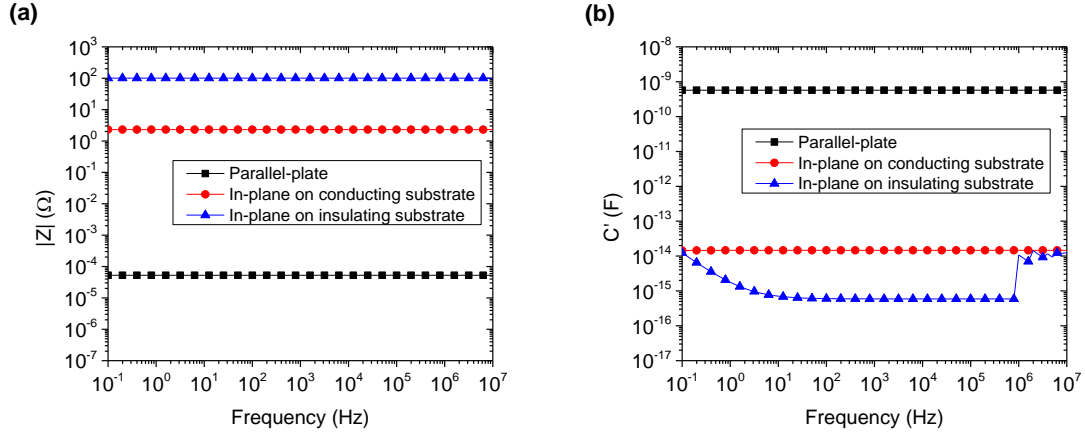 (a)
10^3
10^2
10^1
10^0
10^-1
10^-2
10^-3
10^-4
10^-5
10^-6
10^-7
|Z| (Ω)
Parallel-plate
In-plane on conducting substrate
In-plane on insulating substrate
10^-1 10^0 10^1 10^2 10^3 10^4 10^5 10^6 10^7
Frequency (Hz)
(b)
10^-8
10^-9
10^-10
10^-11
10^-12
10^-13
10^-14
10^-15
10^-16
10^-17
C' (F)
Parallel-plate
In-plane on conducting substrate
In-plane on insulating substrate
10^-1 10^0 10^1 10^2 10^3 10^4 10^5 10^6 10^7
Frequency (Hz)